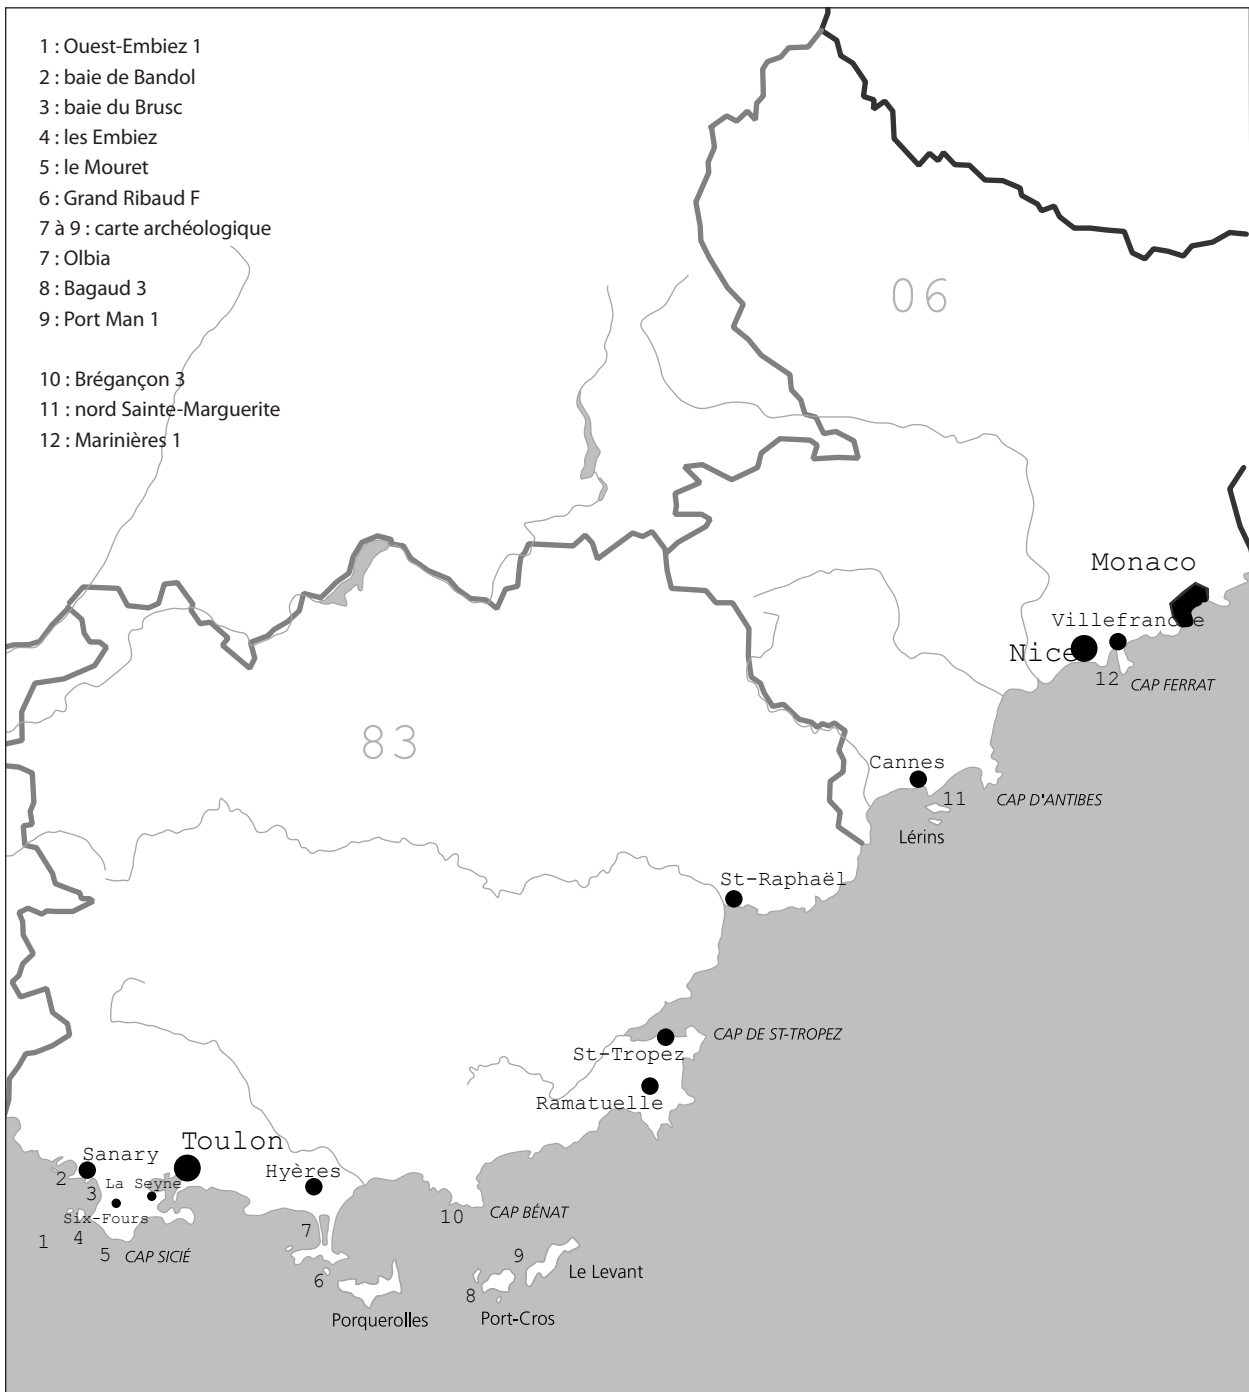 1 : Ouest-Embiez 1
2 : baie de Bandol
3 : baie du Brusc
4 : les Embiez
5 : le Mouret
6 : Grand Ribaud F
7 à 9 : carte archéologique
7 : Olbia
8 : Bagaud 3
9 : Port Man 1
10 : Brégançon 3
11 : nord Sainte-Marguerite
12 : Marinières 1
06
Monaco
Villefranche
Nice
12
CAP FERRAT
83
Cannes
11
CAP D'ANTIBES
Lérins
St-Raphaël
CAP DE ST-TROPEZ
St-Tropez
Ramatuelle
Toulon
Sanary
Hyères
2
La Seyne
3
Six-Fours
1
4
5
CAP SICIÉ
7
10
CAP BÉNAT
6
9
Le Levant
8
Porquerolles
Port-Cros